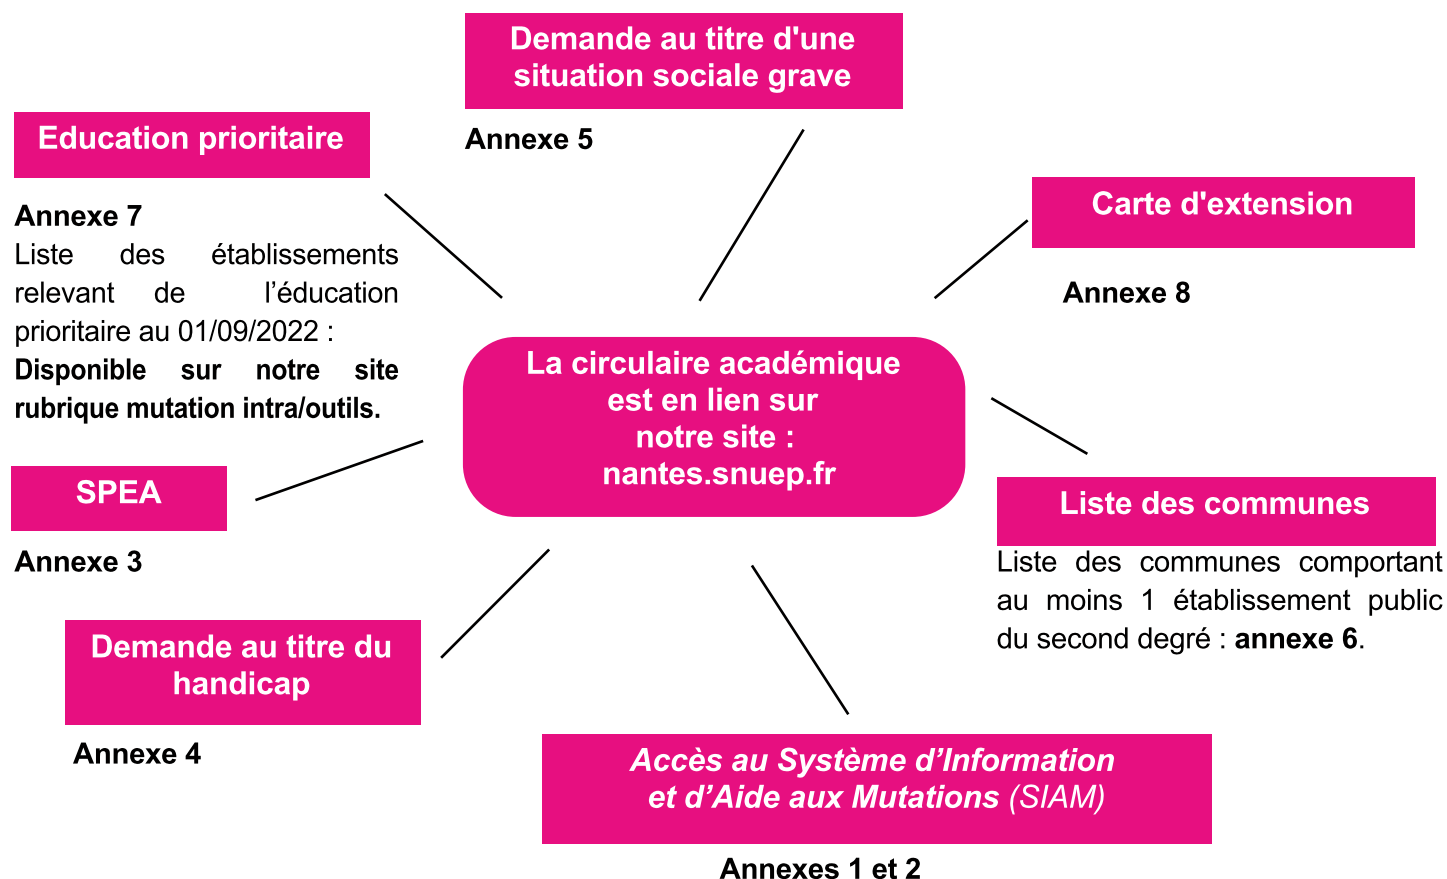 Demande au titre d'une
situation sociale grave
Annexe 5
Education prioritaire
Annexe 7
Liste des établissements
relevant de l’éducation
prioritaire au 01/09/2022 :
Disponible sur notre site
rubrique mutation intra/outils.
Carte d'extension
Annexe 8
La circulaire académique
est en lien sur
notre site :
nantes.snuep.fr
SPEA
Annexe 3
Liste des communes
Liste des communes comportant
au moins 1 établissement public
du second degré : annexe 6.
Demande au titre du
handicap
Annexe 4
Accès au Système d’Information
et d’Aide aux Mutations (SIAM)
Annexes 1 et 2